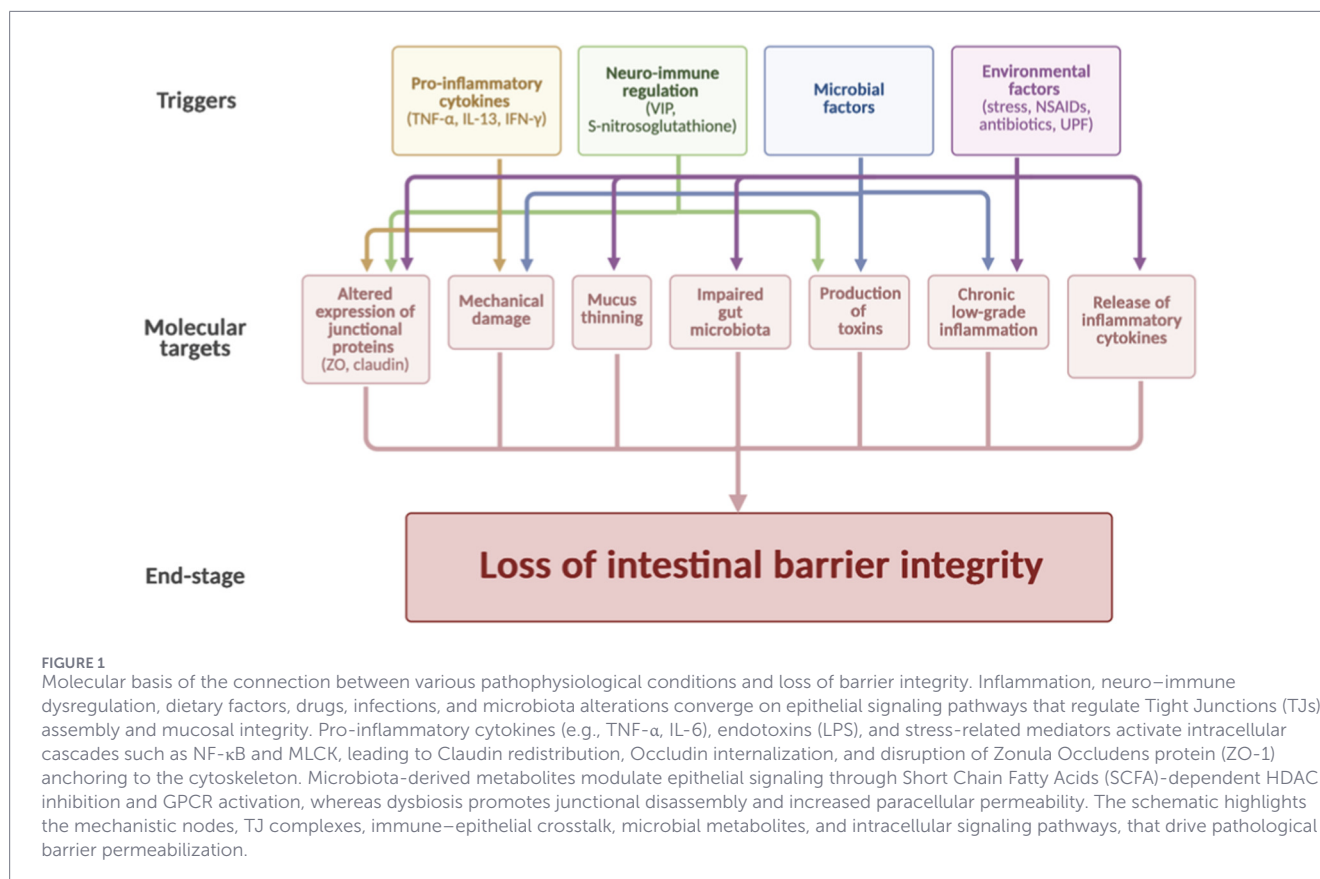 Triggers
Pro-inflammatory
cytokines
(TNF-α, IL-13, IFN-γ)
Neuro-immune
regulation
(VIP,
S-nitrosoglutathione)
Microbial
factors
Environmental
factors
(stress, NSAIDs,
antibiotics, UPF)
Molecular
targets
Altered
expression of
junctional
proteins
(ZO, claudin)
Mechanical
damage
Mucus
thinning
Impaired
gut
microbiota
Production
of
toxins
Chronic
low-grade
inflammation
Release of
inflammatory
cytokines
End-stage
Loss of intestinal barrier integrity
FIGURE 1
Molecular basis of the connection between various pathophysiological conditions and loss of barrier integrity. Inflammation, neuro–immune
dysregulation, dietary factors, drugs, infections, and microbiota alterations converge on epithelial signaling pathways that regulate Tight Junctions (TJs)
assembly and mucosal integrity. Pro-inflammatory cytokines (e.g., TNF-α, IL-6), endotoxins (LPS), and stress-related mediators activate intracellular
cascades such as NF-κB and MLCK, leading to Claudin redistribution, Occludin internalization, and disruption of Zonula Occludens protein (ZO-1)
anchoring to the cytoskeleton. Microbiota-derived metabolites modulate epithelial signaling through Short Chain Fatty Acids (SCFA)-dependent HDAC
inhibition and GPCR activation, whereas dysbiosis promotes junctional disassembly and increased paracellular permeability. The schematic highlights
the mechanistic nodes, TJ complexes, immune–epithelial crosstalk, microbial metabolites, and intracellular signaling pathways, that drive pathological
barrier permeabilization.